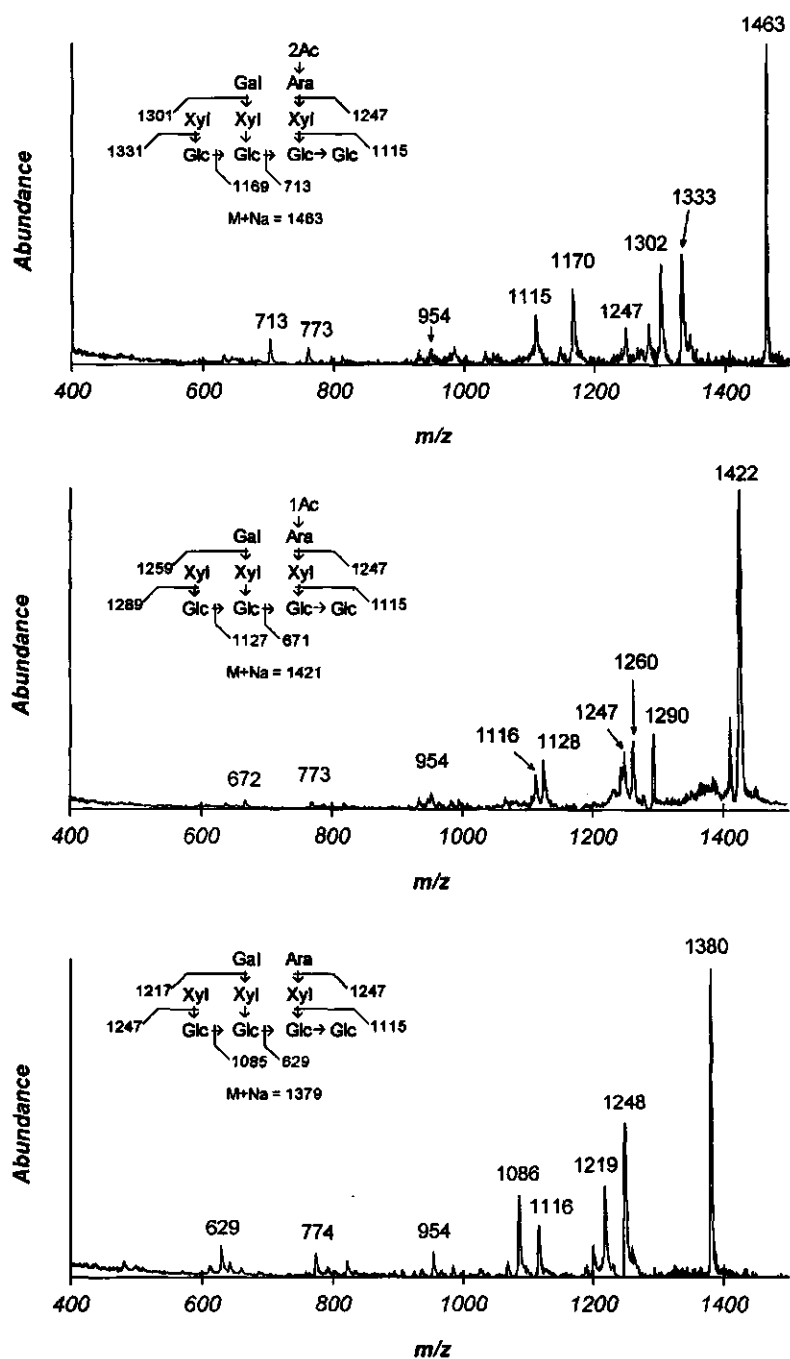 1463
2Ac
↓
Gal Ara
1301 1247
Xyl Xyl Xyl
1331 1115
Glc → Glc → Glc → Glc
1169 713
M+Na = 1463
1333
1302
1170
1115
1247
954
713
773
Abundance
400 600 800 1000 1200 1400
m/z
1422
1Ac
↓
Gal Ara
1259 1247
Xyl Xyl Xyl
1289 1115
Glc → Glc → Glc → Glc
1127 671
M+Na = 1421
1260
1247
1290
1116
1128
954
672
773
Abundance
400 600 800 1000 1200 1400
m/z
1380
Gal Ara
1217 1247
Xyl Xyl Xyl
1247 1115
Glc → Glc → Glc → Glc
1085 629
M+Na = 1379
1248
1219
1086
1116
629
774
954
Abundance
400 600 800 1000 1200 1400
m/z